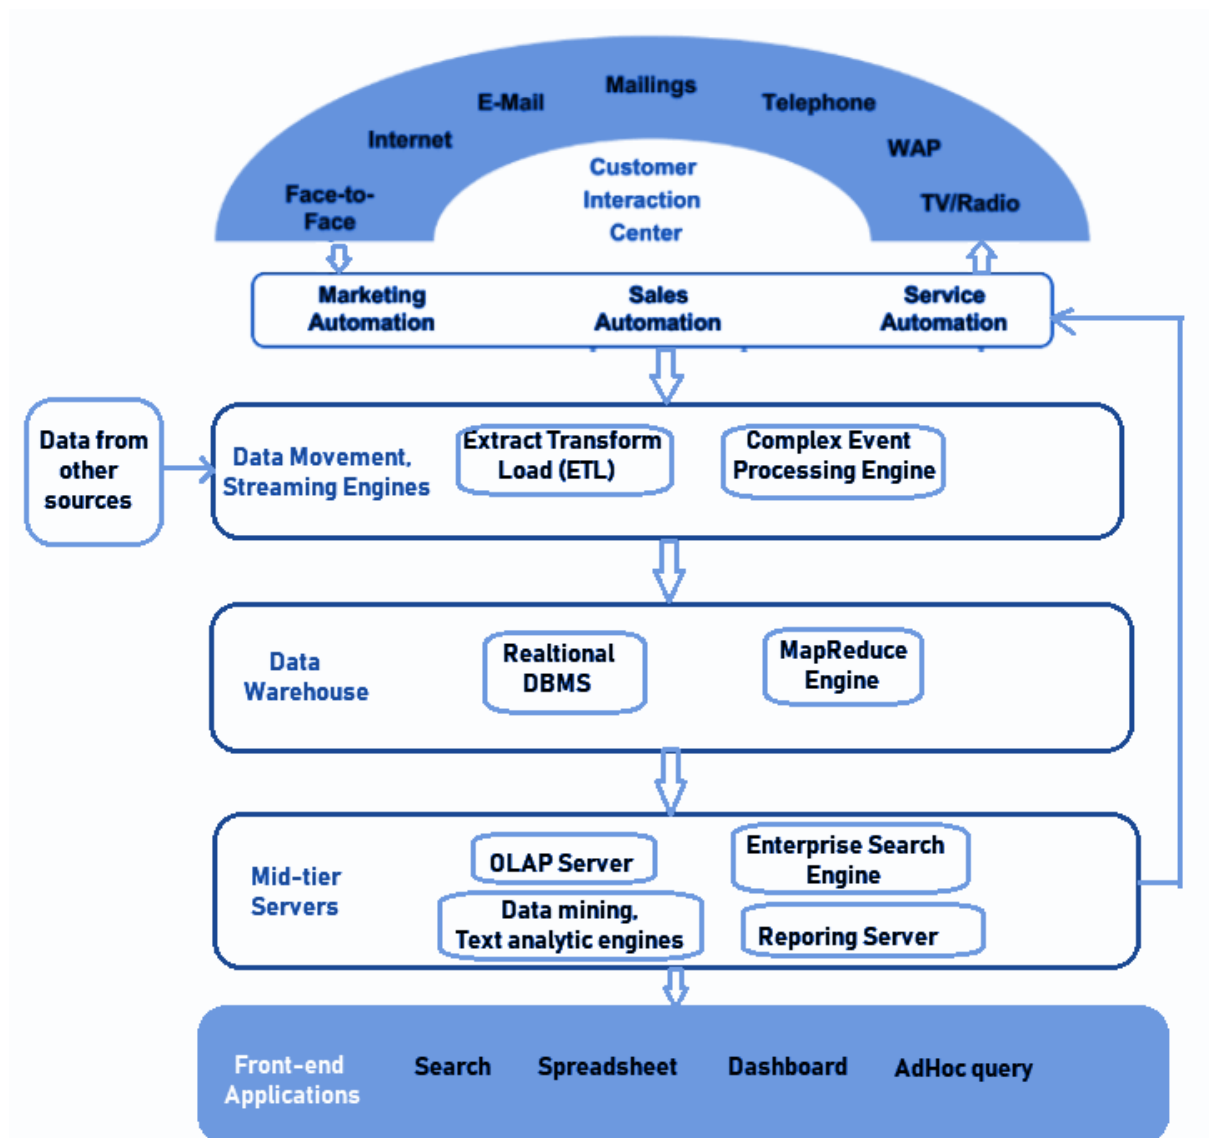 Mailings
E-Mail
Telephone
Internet
WAP
Face-to-
Face
TV/Radio
Customer
Interaction
Center
Marketing
Automation
Sales
Automation
Service
Automation
Data from
other
sources
Data Movement,
Streaming Engines
Extract Transform
Load (ETL)
Complex Event
Processing Engine
Data
Warehouse
Realtional
DBMS
MapReduce
Engine
Mid-tier
Servers
OLAP Server
Enterprise Search
Engine
Data mining,
Text analytic engines
Reporing Server
Front-end
Applications
Search
Spreadsheet
Dashboard
AdHoc query